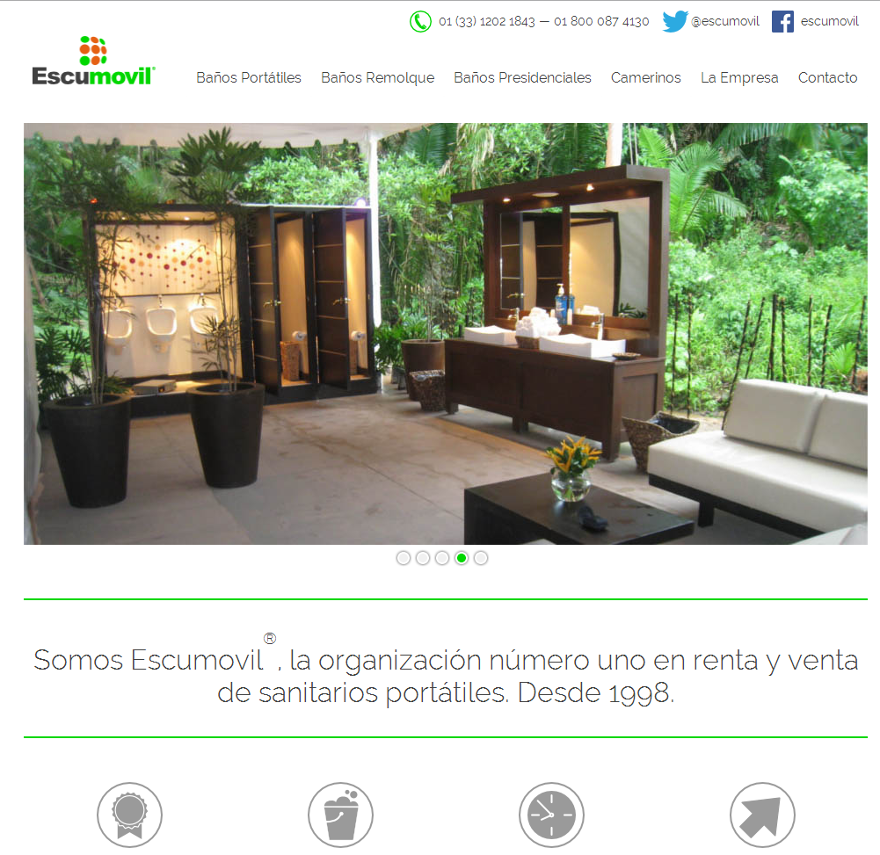 01 (33) 1202 1843 — 01 800 087 4130 @escumovil escumovil
Escumovil®
Baños Portátiles Baños Remolque Baños Presidenciales Camerinos La Empresa Contacto
Somos Escumovil®, la organización número uno en renta y venta
de sanitarios portátiles. Desde 1998.